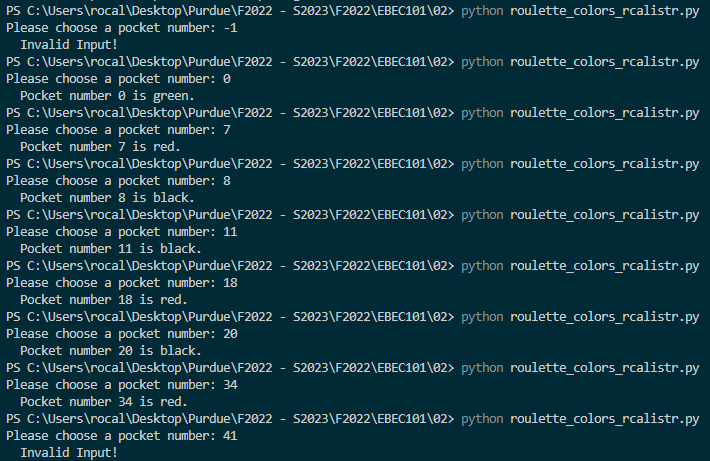 PS C:\Users\rocal\Desktop\Purdue\F2022 - S2023\F2022\EBEC101\02> python roulette_colors_rcalistr.py
Please choose a pocket number: -1
  Invalid Input!
PS C:\Users\rocal\Desktop\Purdue\F2022 - S2023\F2022\EBEC101\02> python roulette_colors_rcalistr.py
Please choose a pocket number: 0
  Pocket number 0 is green.
PS C:\Users\rocal\Desktop\Purdue\F2022 - S2023\F2022\EBEC101\02> python roulette_colors_rcalistr.py
Please choose a pocket number: 7
  Pocket number 7 is red.
PS C:\Users\rocal\Desktop\Purdue\F2022 - S2023\F2022\EBEC101\02> python roulette_colors_rcalistr.py
Please choose a pocket number: 8
  Pocket number 8 is black.
PS C:\Users\rocal\Desktop\Purdue\F2022 - S2023\F2022\EBEC101\02> python roulette_colors_rcalistr.py
Please choose a pocket number: 11
  Pocket number 11 is black.
PS C:\Users\rocal\Desktop\Purdue\F2022 - S2023\F2022\EBEC101\02> python roulette_colors_rcalistr.py
Please choose a pocket number: 18
  Pocket number 18 is red.
PS C:\Users\rocal\Desktop\Purdue\F2022 - S2023\F2022\EBEC101\02> python roulette_colors_rcalistr.py
Please choose a pocket number: 20
  Pocket number 20 is black.
PS C:\Users\rocal\Desktop\Purdue\F2022 - S2023\F2022\EBEC101\02> python roulette_colors_rcalistr.py
Please choose a pocket number: 34
  Pocket number 34 is red.
PS C:\Users\rocal\Desktop\Purdue\F2022 - S2023\F2022\EBEC101\02> python roulette_colors_rcalistr.py
Please choose a pocket number: 41
  Invalid Input!